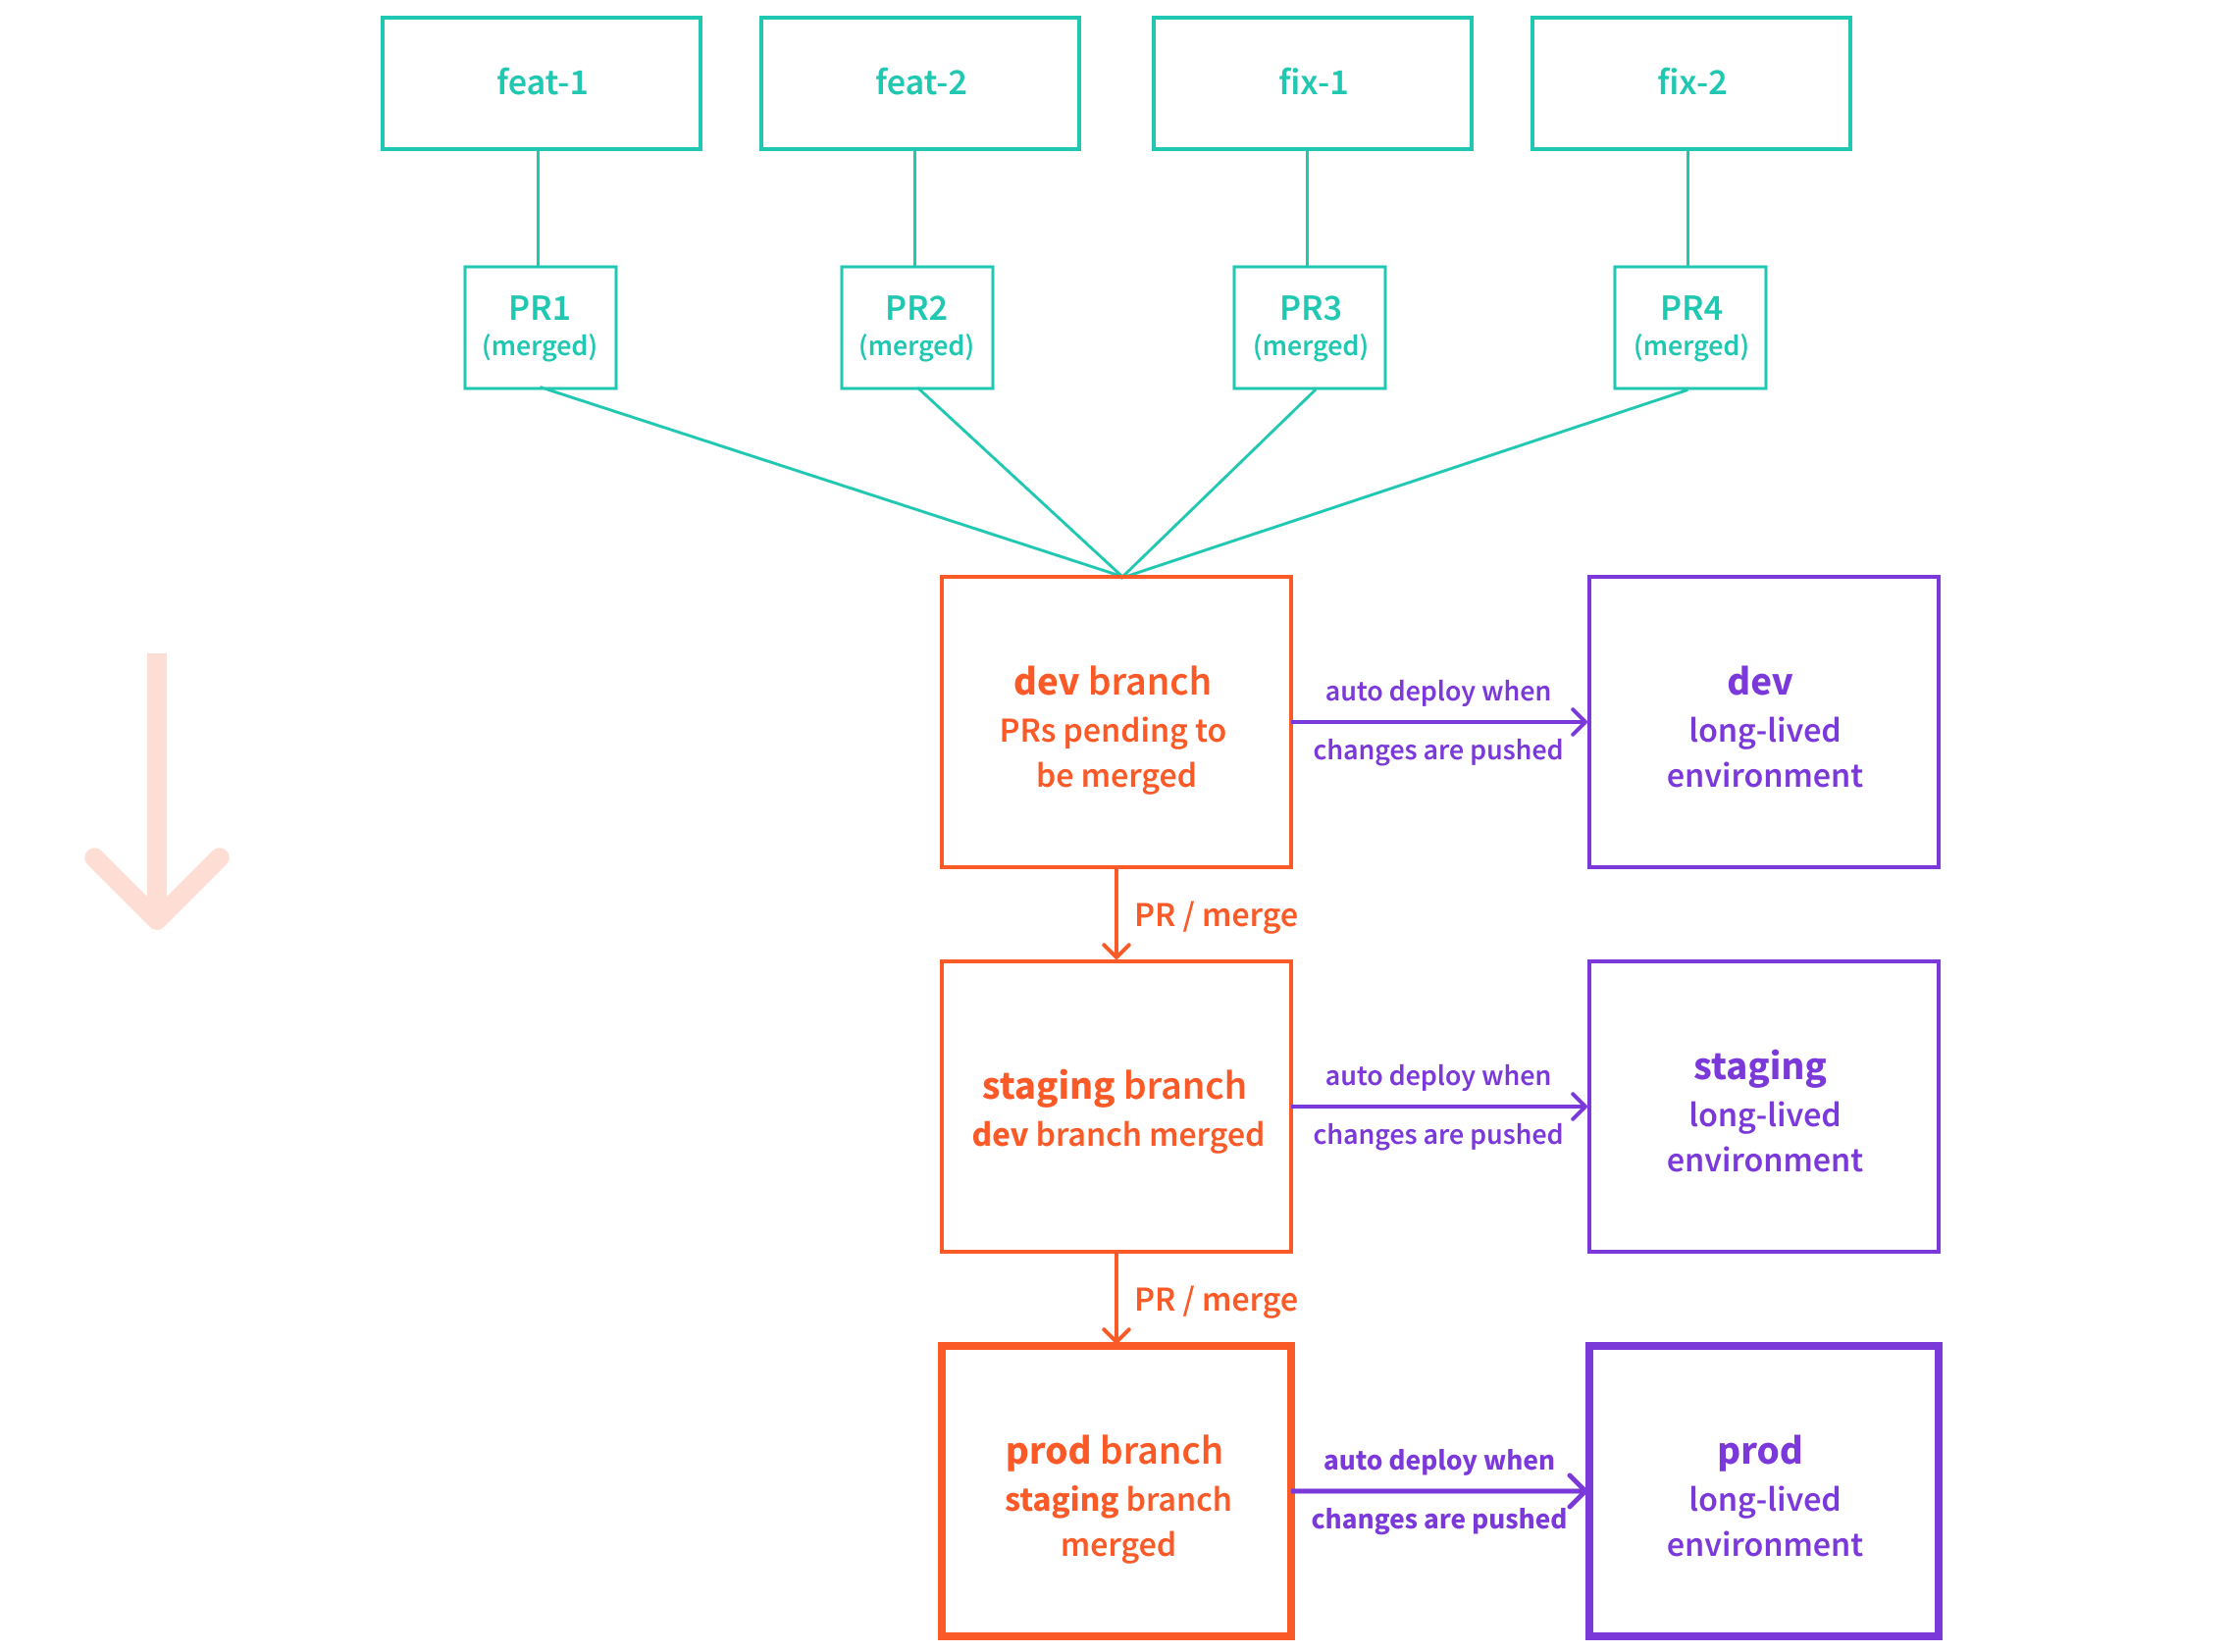 feat-1
feat-2
fix-1
fix-2
PR1
(merged)
PR2
(merged)
PR3
(merged)
PR4
(merged)
dev branch
PRs pending to
be merged
auto deploy when
changes are pushed
dev
long-lived
environment
PR / merge
staging branch
dev branch merged
auto deploy when
changes are pushed
staging
long-lived
environment
PR / merge
prod branch
staging branch
merged
auto deploy when
changes are pushed
prod
long-lived
environment